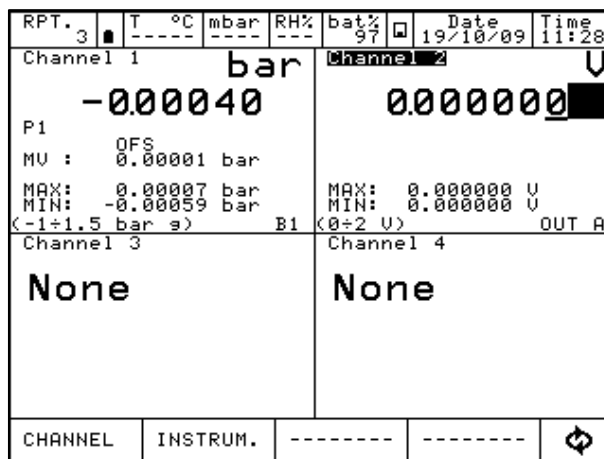 RPT. 3 T °C ----- mbar ---- RH% --- bat% 97 Date 19/10/09 Time 11:28
Channel 1 bar
-0.00040
P1
OFS
MV : 0.00001 bar
MAX: 0.00007 bar
MIN: -0.00059 bar
(-1÷1.5 bar g) B1
Channel 2 V
0.000000
MAX: 0.000000 V
MIN: 0.000000 V
(0÷2 V) OUT A
Channel 3
None
Channel 4
None
CHANNEL INSTRUM. -------- --------